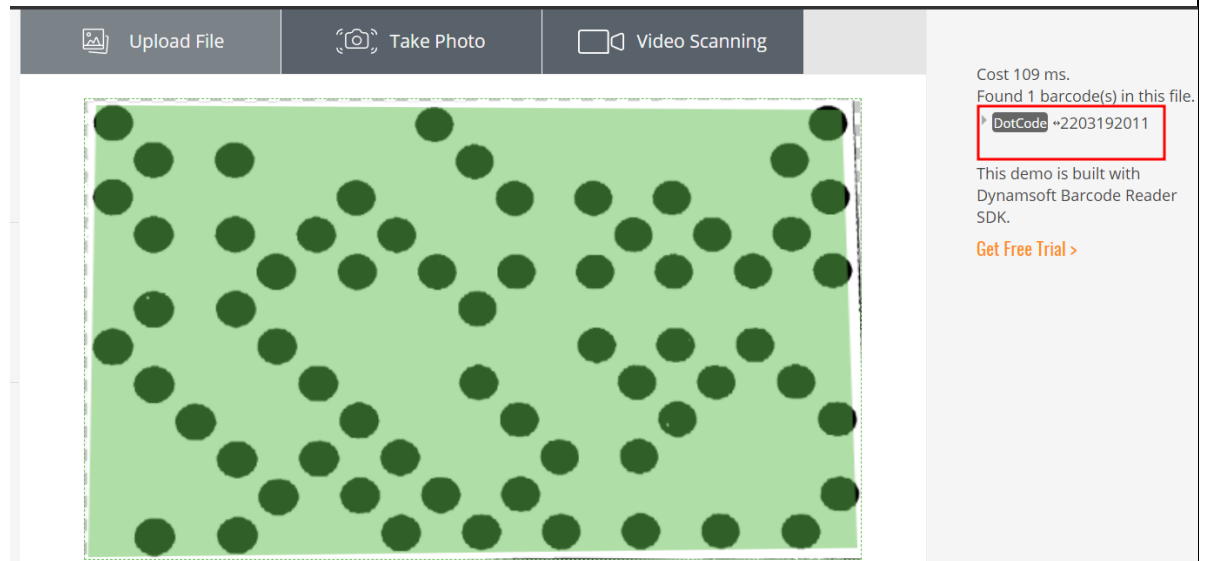 Upload File
Take Photo
Video Scanning
Cost 109 ms.
Found 1 barcode(s) in this file.
DotCode ⇔2203192011
This demo is built with
Dynamsoft Barcode Reader
SDK.
Get Free Trial >